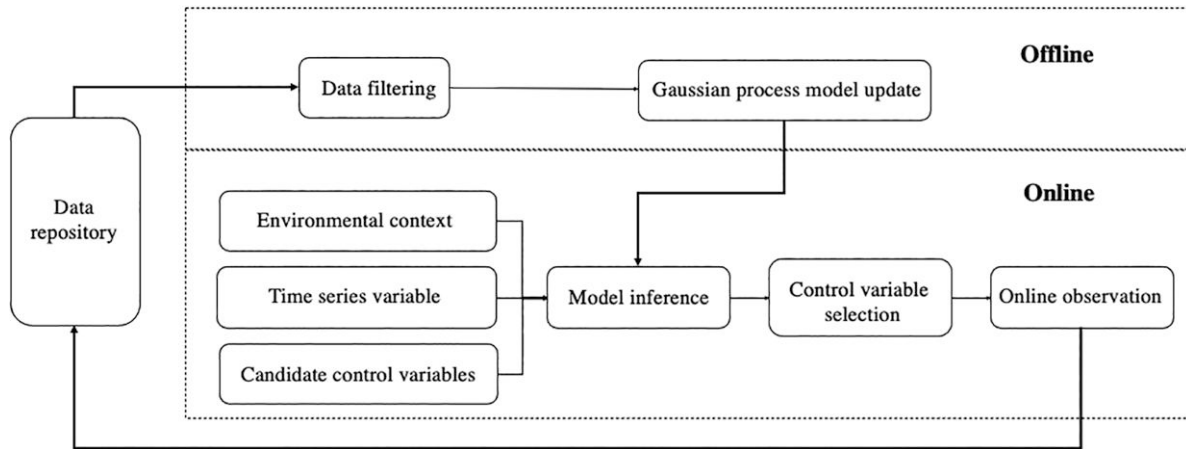 Offline
Data filtering
Gaussian process model update
Data
repository
Online
Environmental context
Time series variable
Candidate control variables
Model inference
Control variable
selection
Online observation